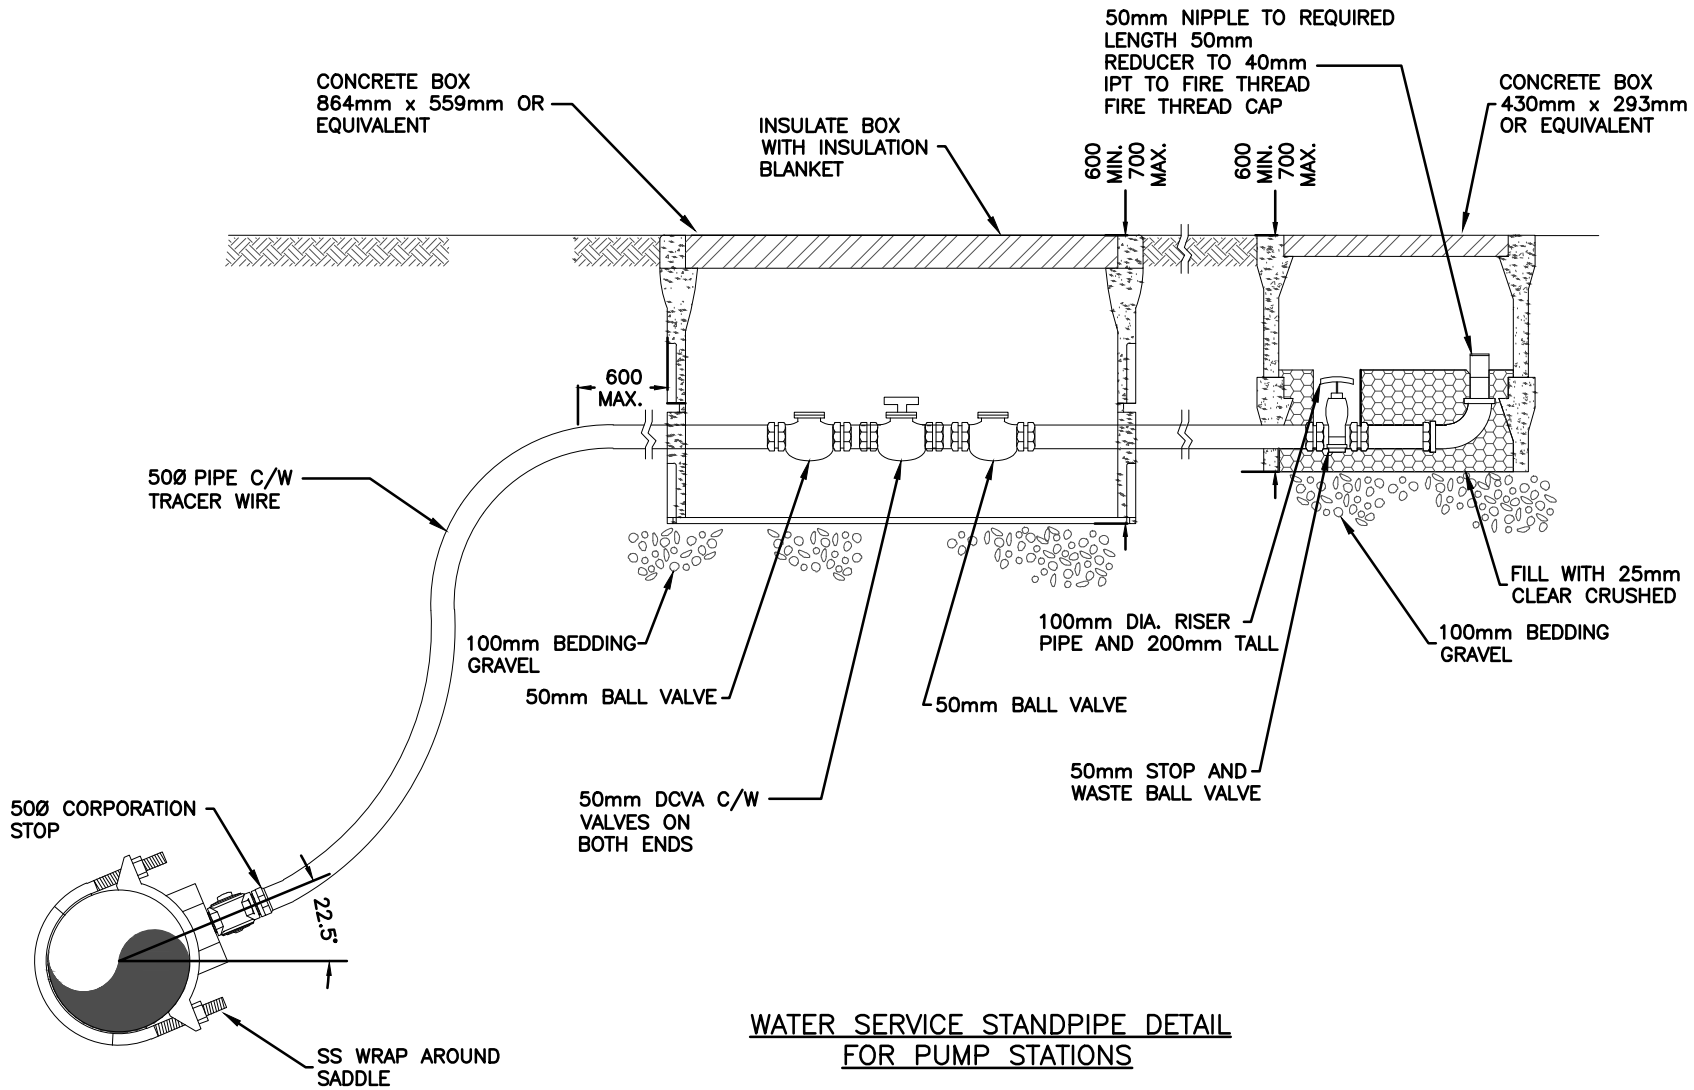 50mm NIPPLE TO REQUIRED
LENGTH 50mm
REDUCER TO 40mm
IPT TO FIRE THREAD
FIRE THREAD CAP
CONCRETE BOX
864mm x 559mm OR
EQUIVALENT
INSULATE BOX
WITH INSULATION
BLANKET
CONCRETE BOX
430mm x 293mm
OR EQUIVALENT
600
MIN.
700
MAX.
600
MIN.
700
MAX.
600
MAX.
50Ø PIPE C/W
TRACER WIRE
100mm BEDDING
GRAVEL
50mm BALL VALVE
50mm BALL VALVE
100mm DIA. RISER
PIPE AND 200mm TALL
FILL WITH 25mm
CLEAR CRUSHED
100mm BEDDING
GRAVEL
50mm STOP AND
WASTE BALL VALVE
50mm DCVA C/W
VALVES ON
BOTH ENDS
50Ø CORPORATION
STOP
22.5°
SS WRAP AROUND
SADDLE
WATER SERVICE STANDPIPE DETAIL
FOR PUMP STATIONS